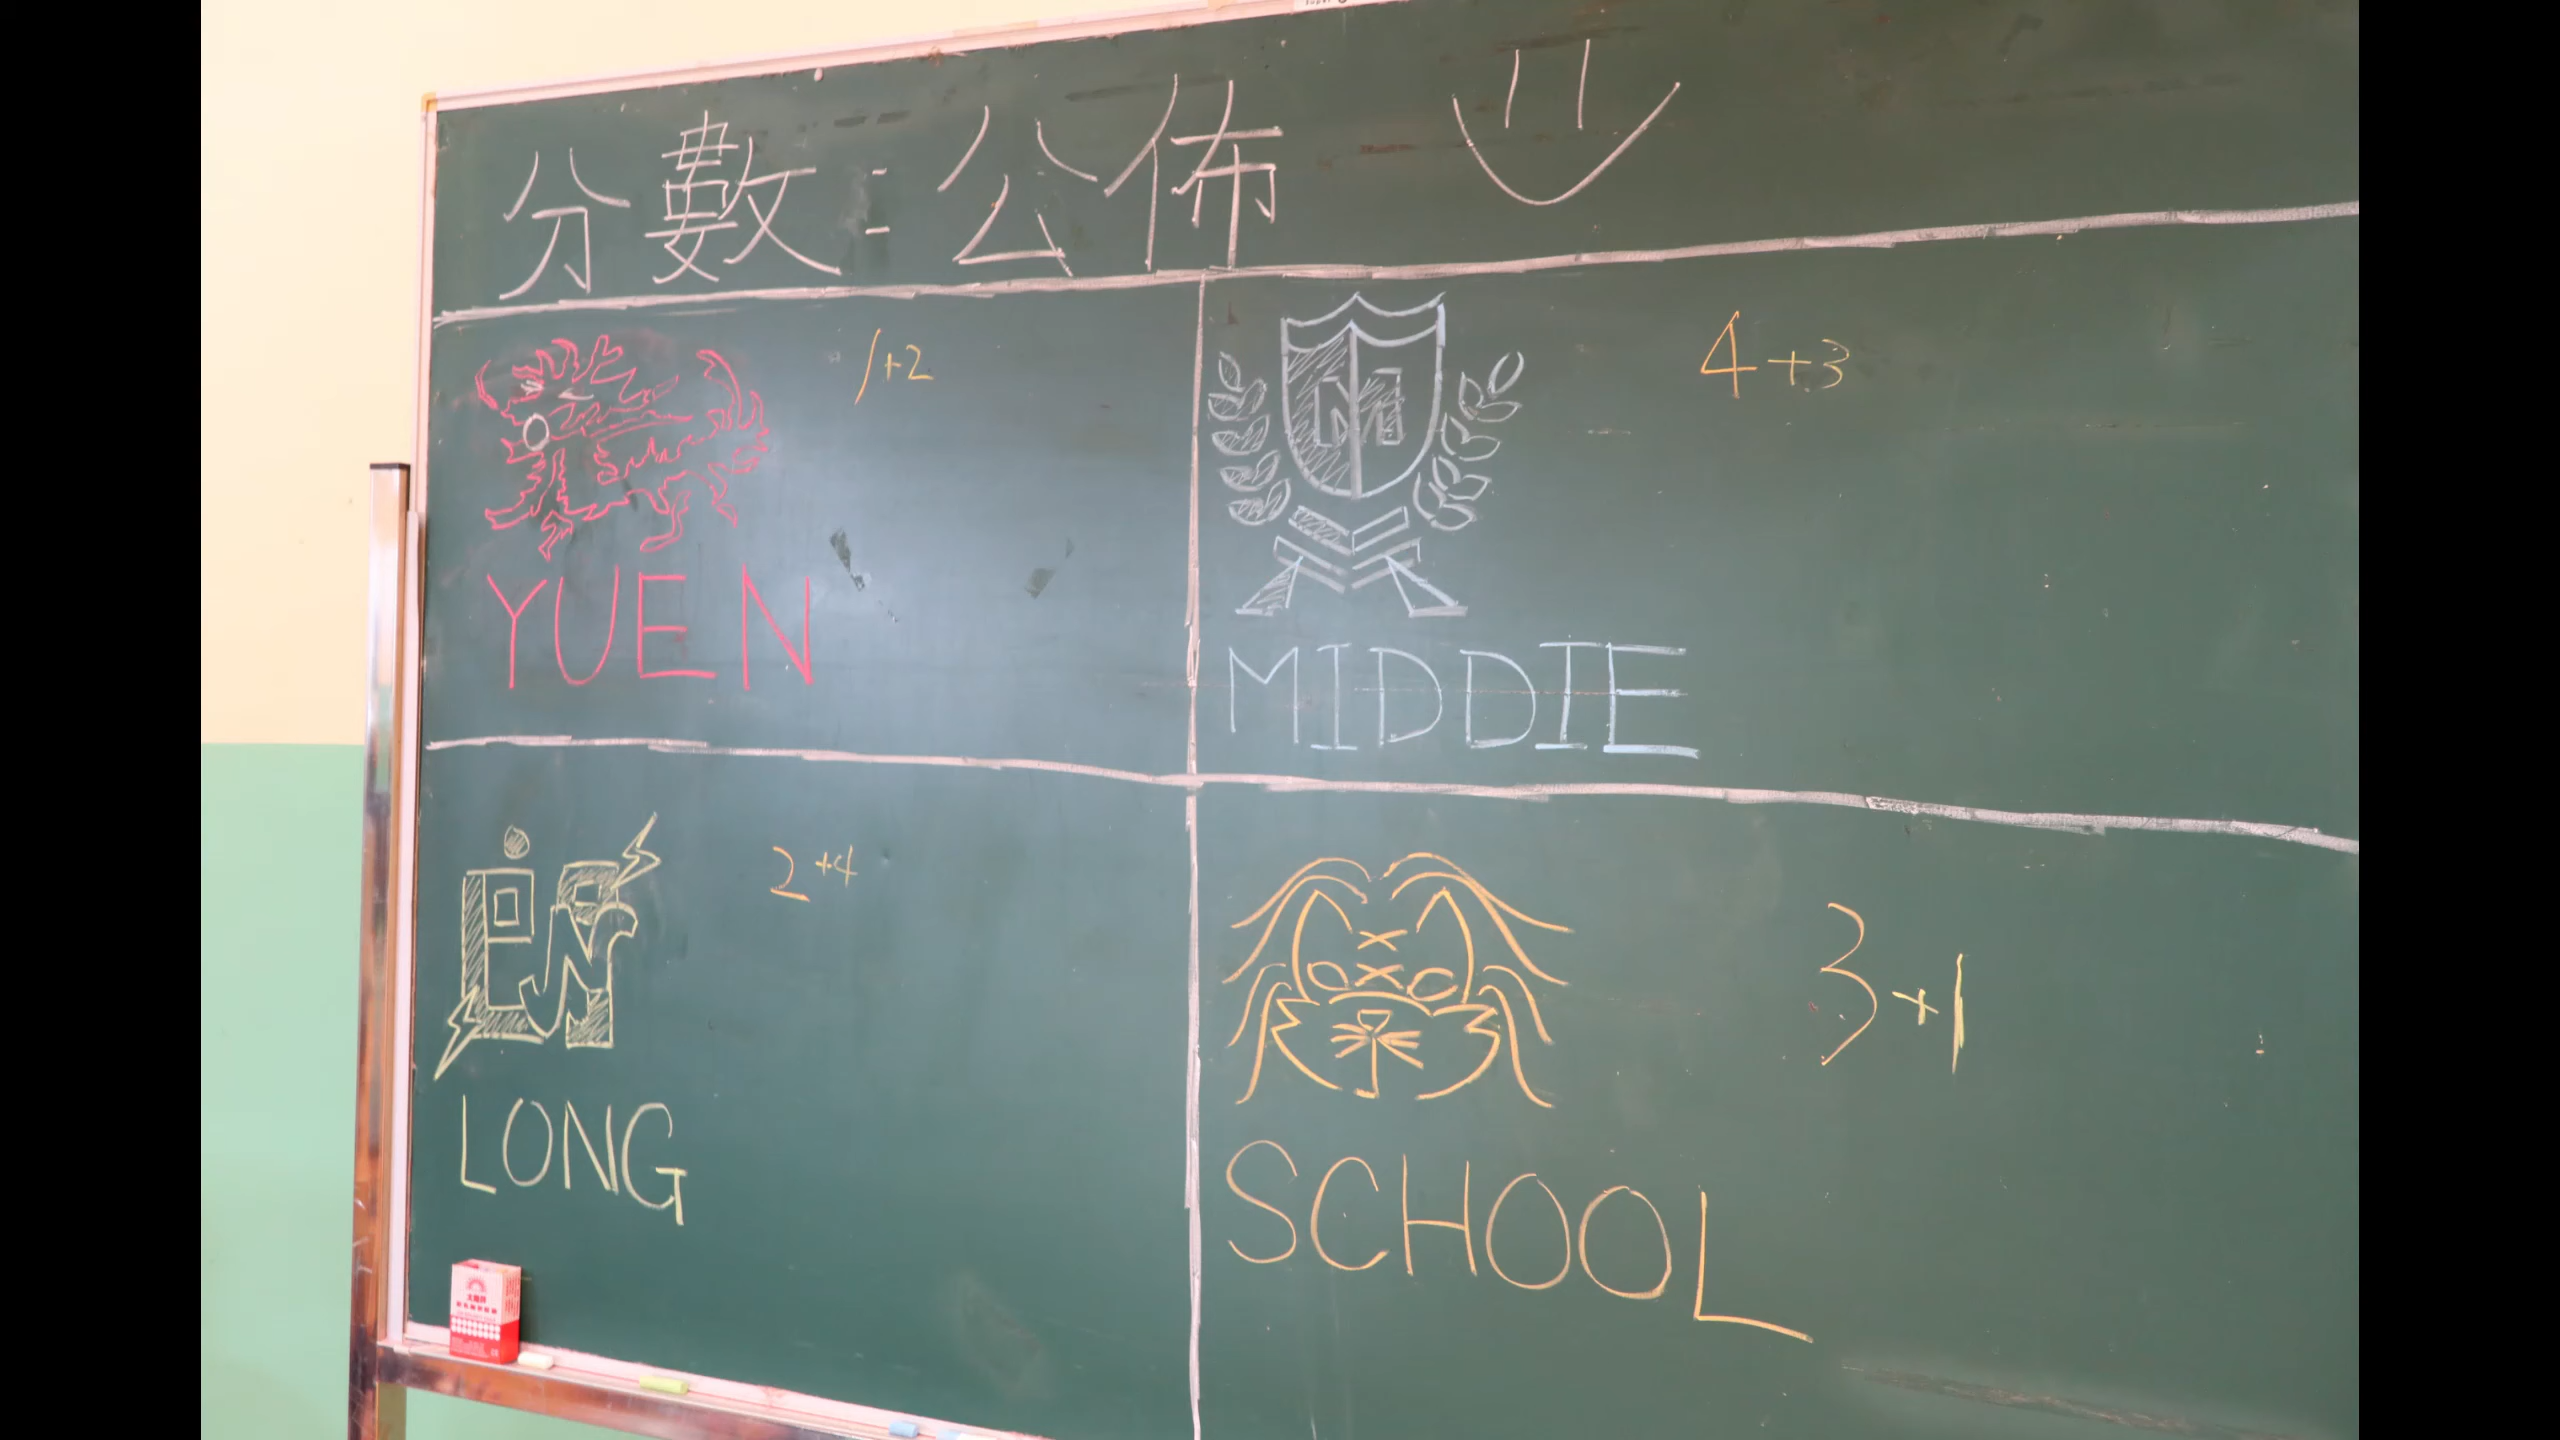 分數：公佈
1+2
YUEN
M
4+3
MIDDIE
2+4
LONG
3+1
SCHOOL